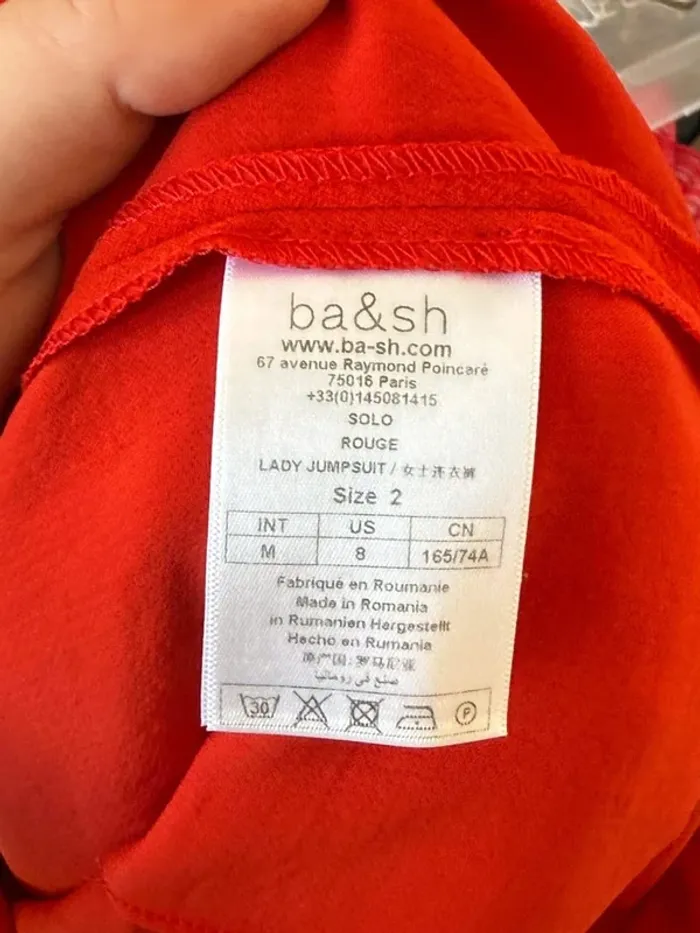 ba&sh
www.ba-sh.com
67 avenue Raymond Poincaré
75016 Paris
+33(0)145081415
SOLO
ROUGE
LADY JUMPSUIT / 女士连衣裤
Size 2
INT US CN
M 8 165/74A
Fabriqué en Roumanie
Made in Romania
in Rumänien Hergestellt
Hecho en Rumania
原产国: 罗马尼亚
صنع في رومانيا
30 P